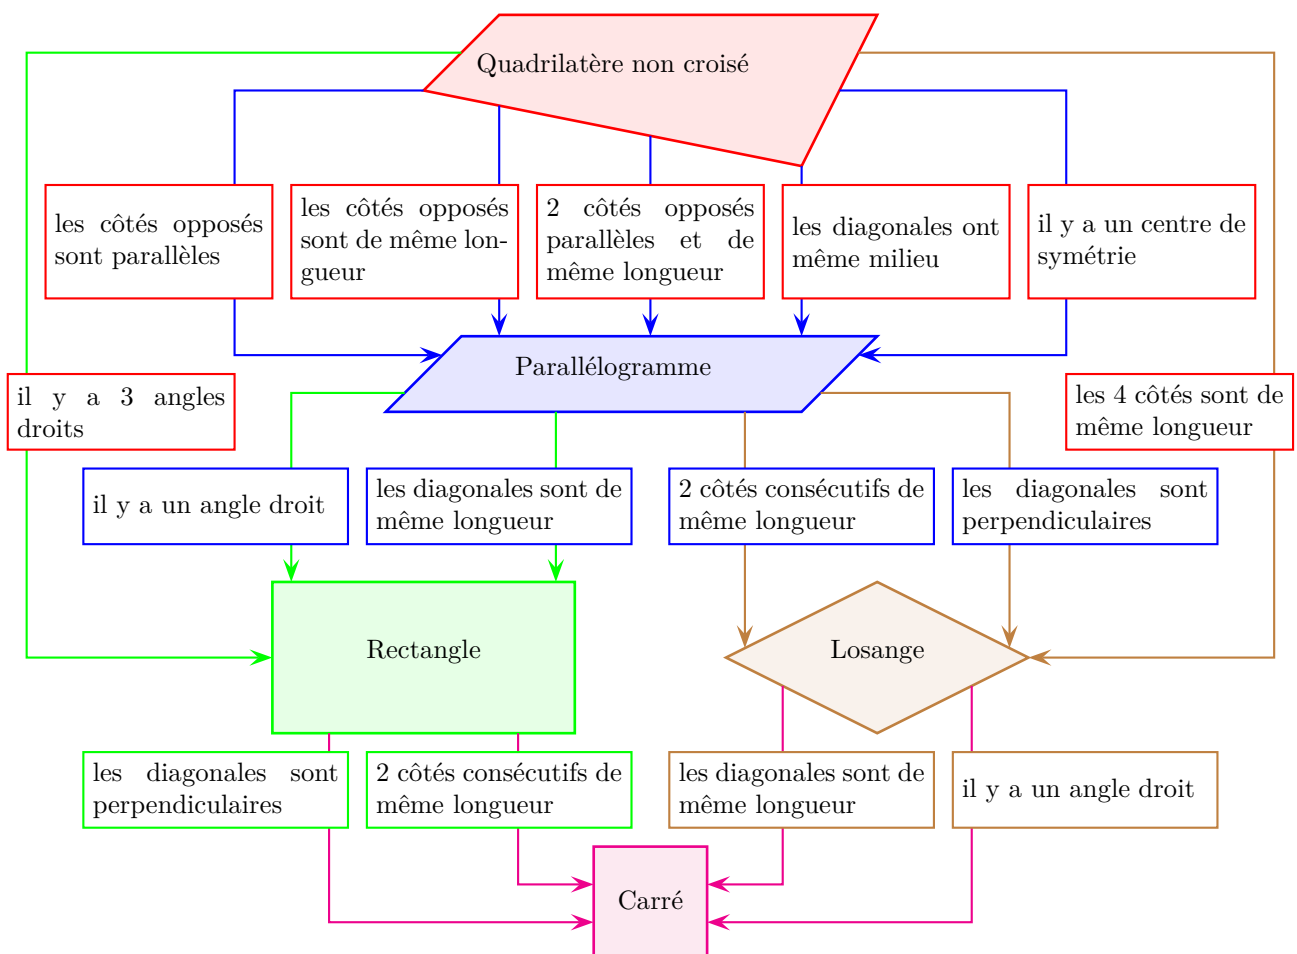 Quadrilatère non croisé
les côtés opposés
sont parallèles
les côtés opposés
sont de même lon-
gueur
2 côtés opposés
parallèles et de
même longueur
les diagonales ont
même milieu
il y a un centre de
symétrie
Parallélogramme
il y a 3 angles
droits
les 4 côtés sont de
même longueur
il y a un angle droit
les diagonales sont de
même longueur
2 côtés consécutifs de
même longueur
les diagonales sont
perpendiculaires
Rectangle
Losange
les diagonales sont
perpendiculaires
2 côtés consécutifs de
même longueur
les diagonales sont de
même longueur
il y a un angle droit
Carré